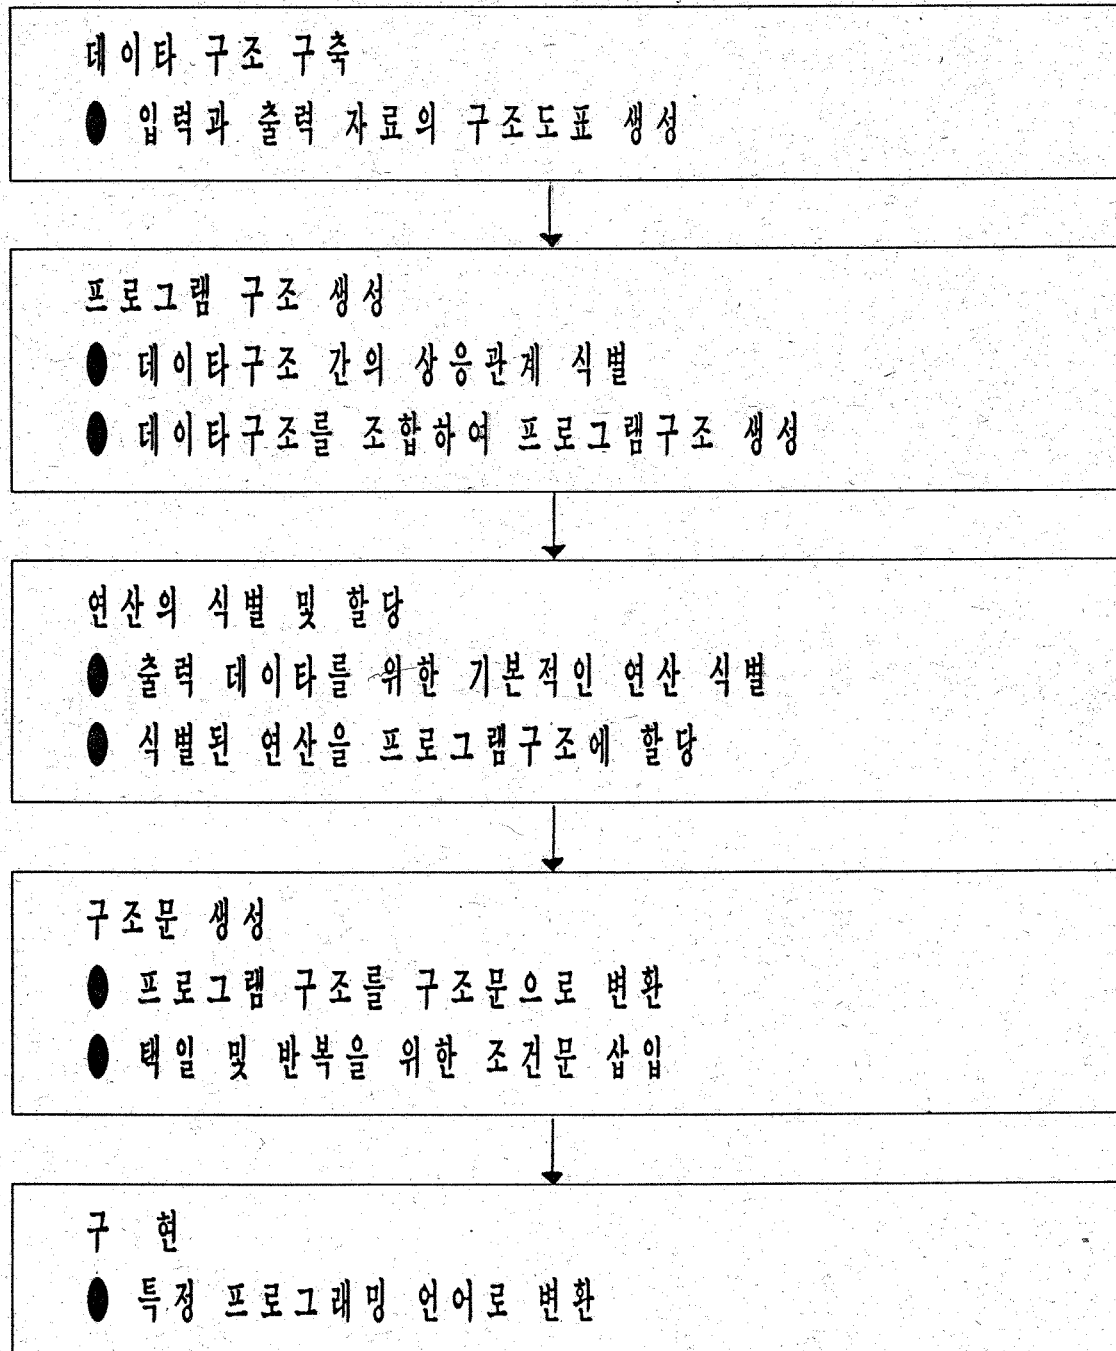 데이타 구조 구축
● 입력과 출력 자료의 구조도표 생성
프로그램 구조 생성
● 데이타구조 간의 상응관계 식별
● 데이타구조를 조합하여 프로그램구조 생성
연산의 식별 및 할당
● 출력 데이타를 위한 기본적인 연산 식별
● 식별된 연산을 프로그램구조에 할당
구조문 생성
● 프로그램 구조를 구조문으로 변환
● 택일 및 반복을 위한 조건문 삽입
구 현
● 특정 프로그래밍 언어로 변환